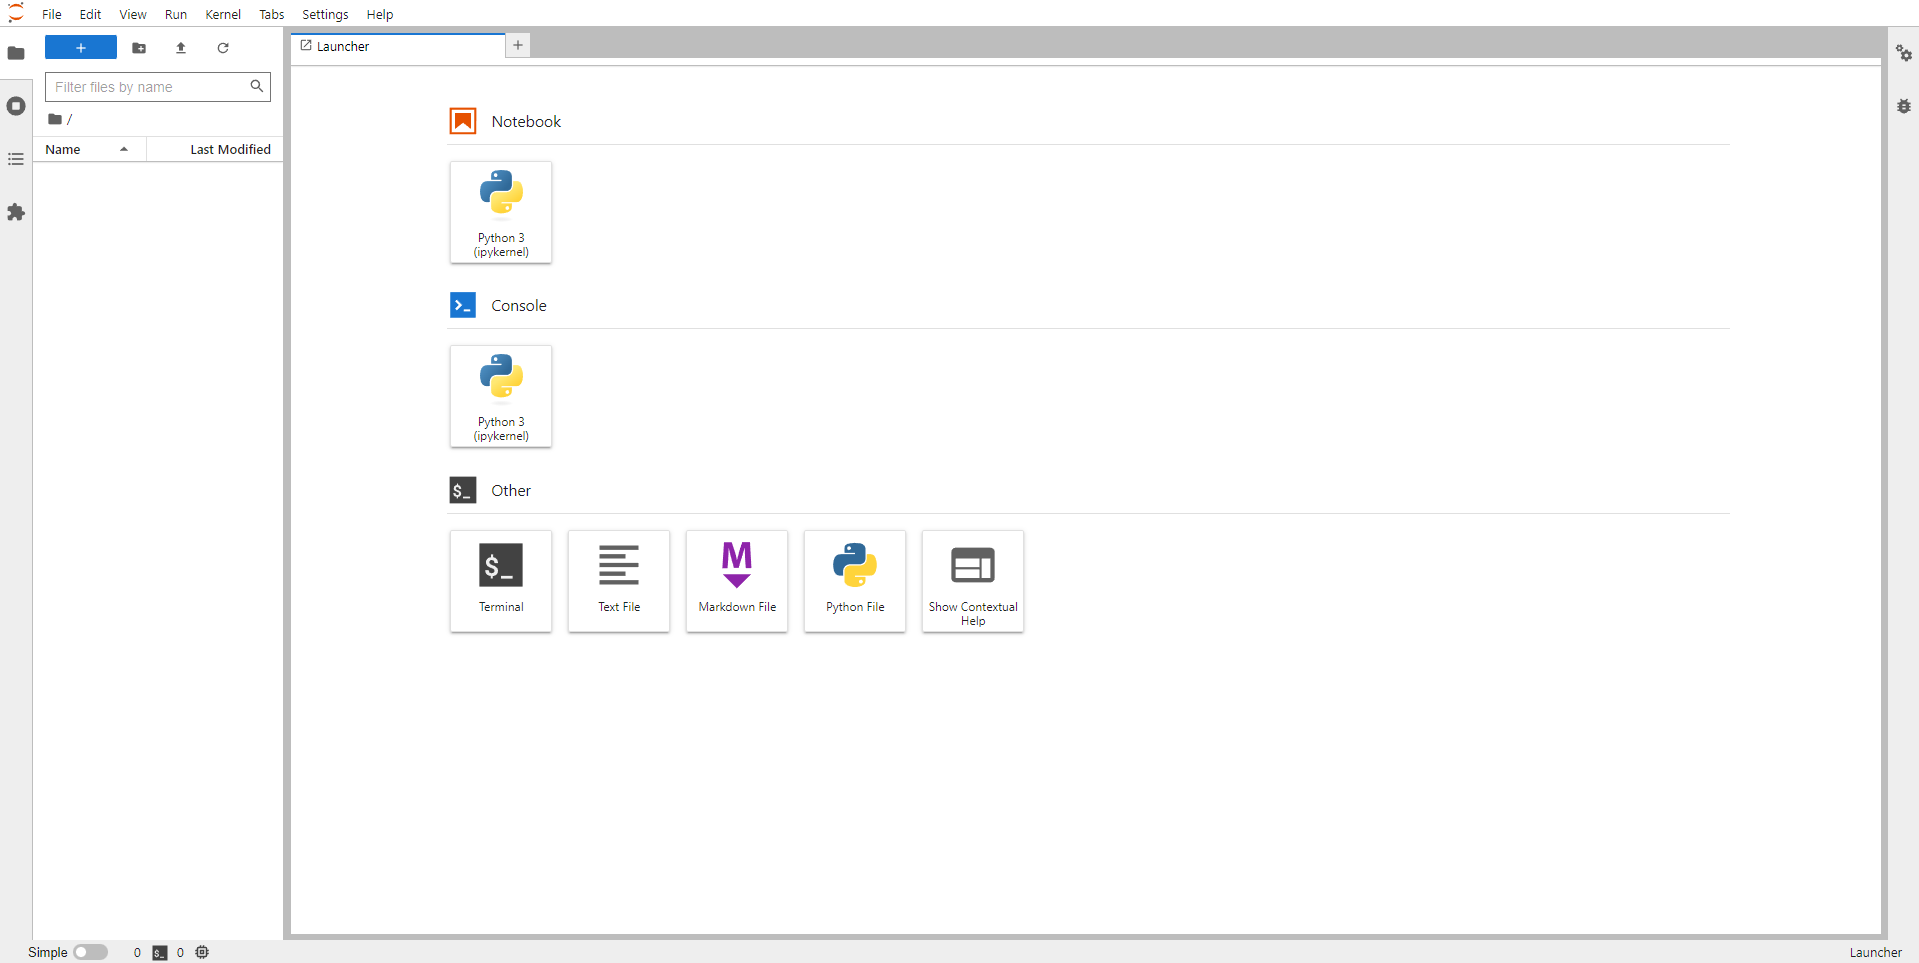 File Edit View Run Kernel Tabs Settings Help
Launcher
Filter files by name
/
Name Last Modified
Notebook
Python 3
(ipykernel)
Console
Python 3
(ipykernel)
$_ Other
$_
Terminal
Text File
M
Markdown File
Python File
Show Contextual
Help
Simple 0 $_ 0 Launcher